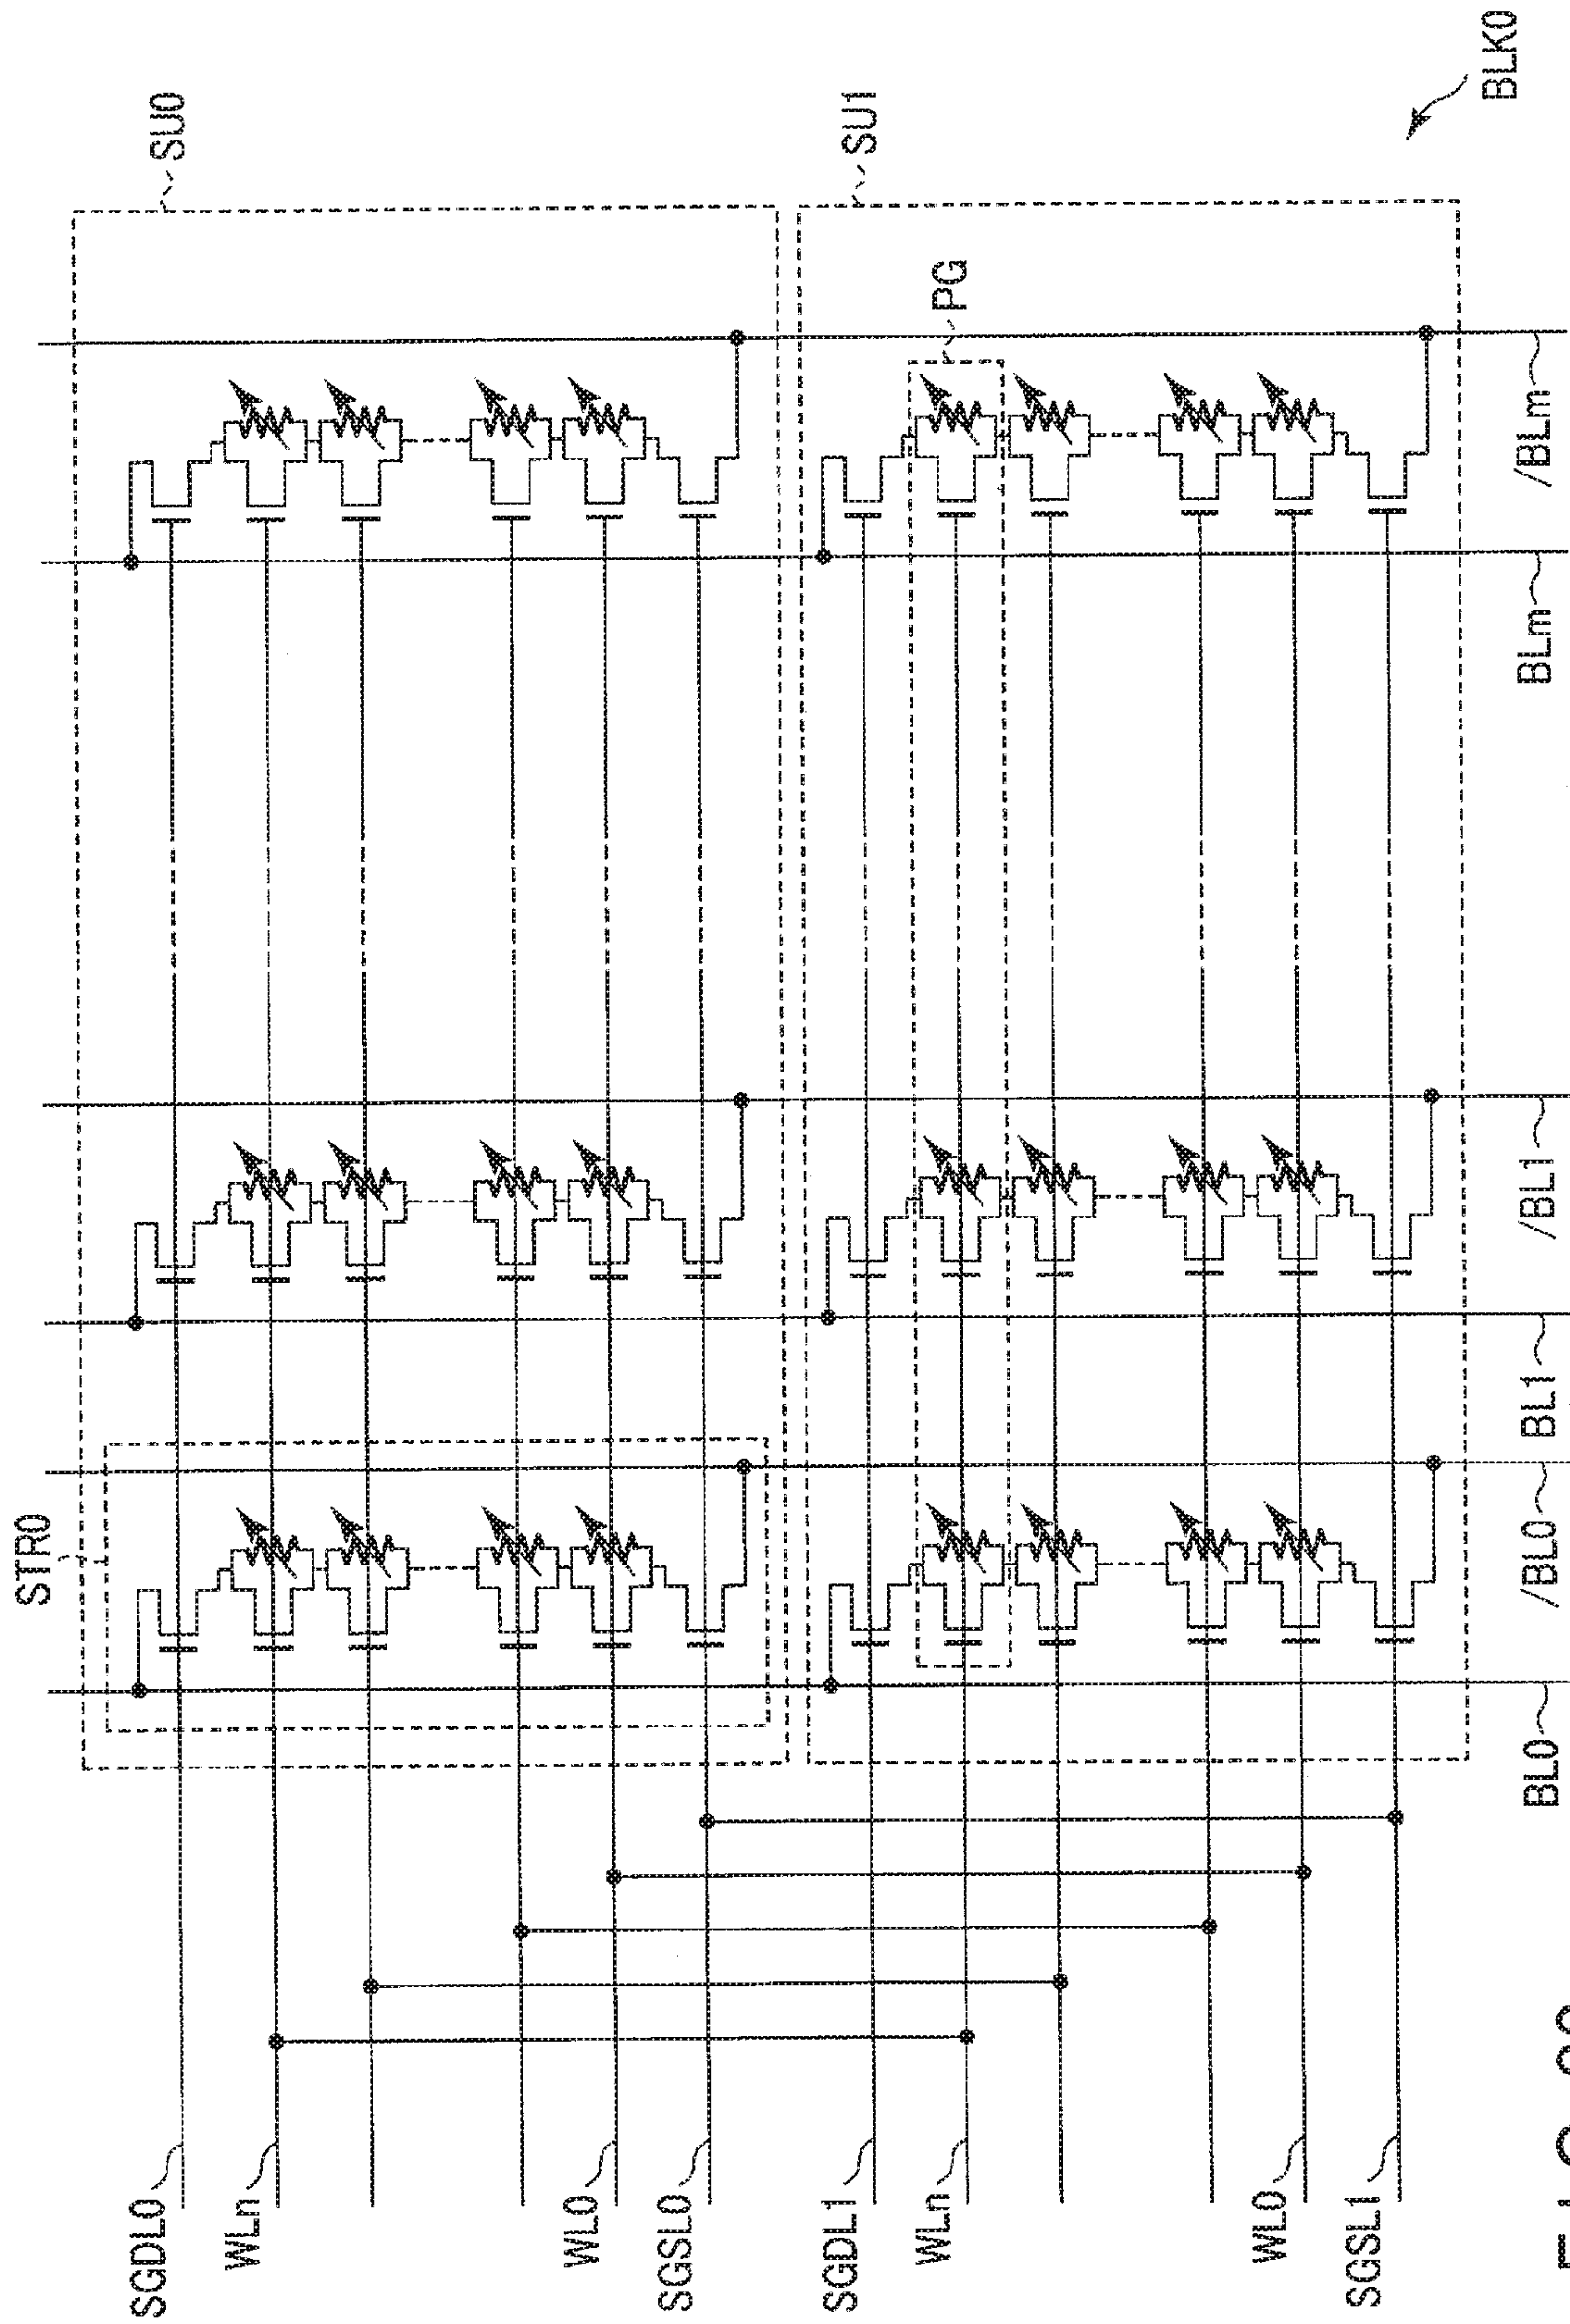 STR0
SU0
SGDL0
WLn
WL0
SGSL0
PG
SU1
SGDL1
WLn
WL0
SGSL1
BL0
/BL0
BL1
/BL1
BLm
/BLm
BLK0